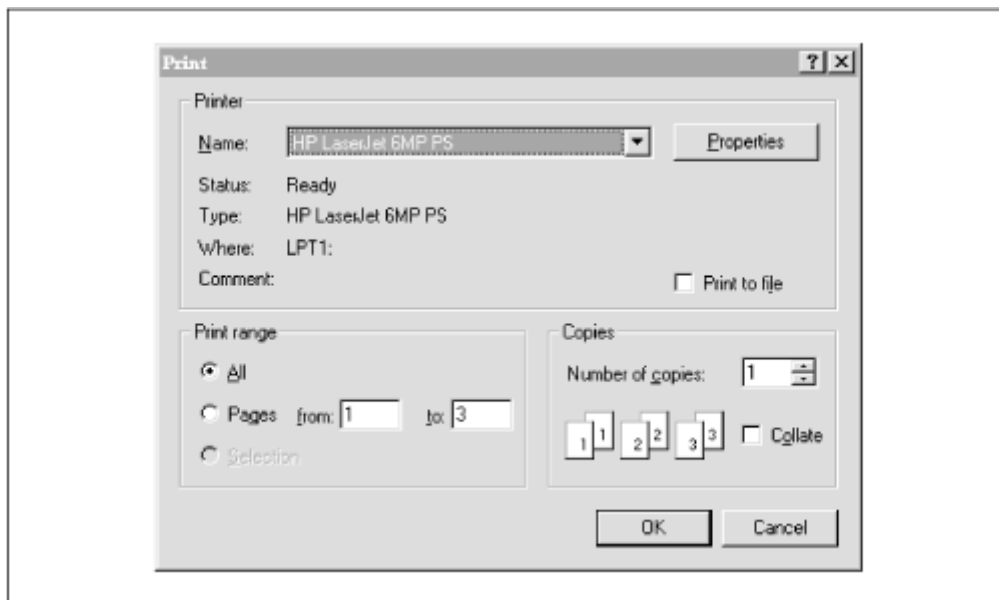 Print
Printer
Name: HP LaserJet 6MP PS Properties
Status: Ready
Type: HP LaserJet 6MP PS
Where: LPT1:
Comment: Print to file
Print range
All
Pages from: 1 to: 3
Selection
Copies
Number of copies: 1
1 1 2 2 3 3 Collate
OK Cancel